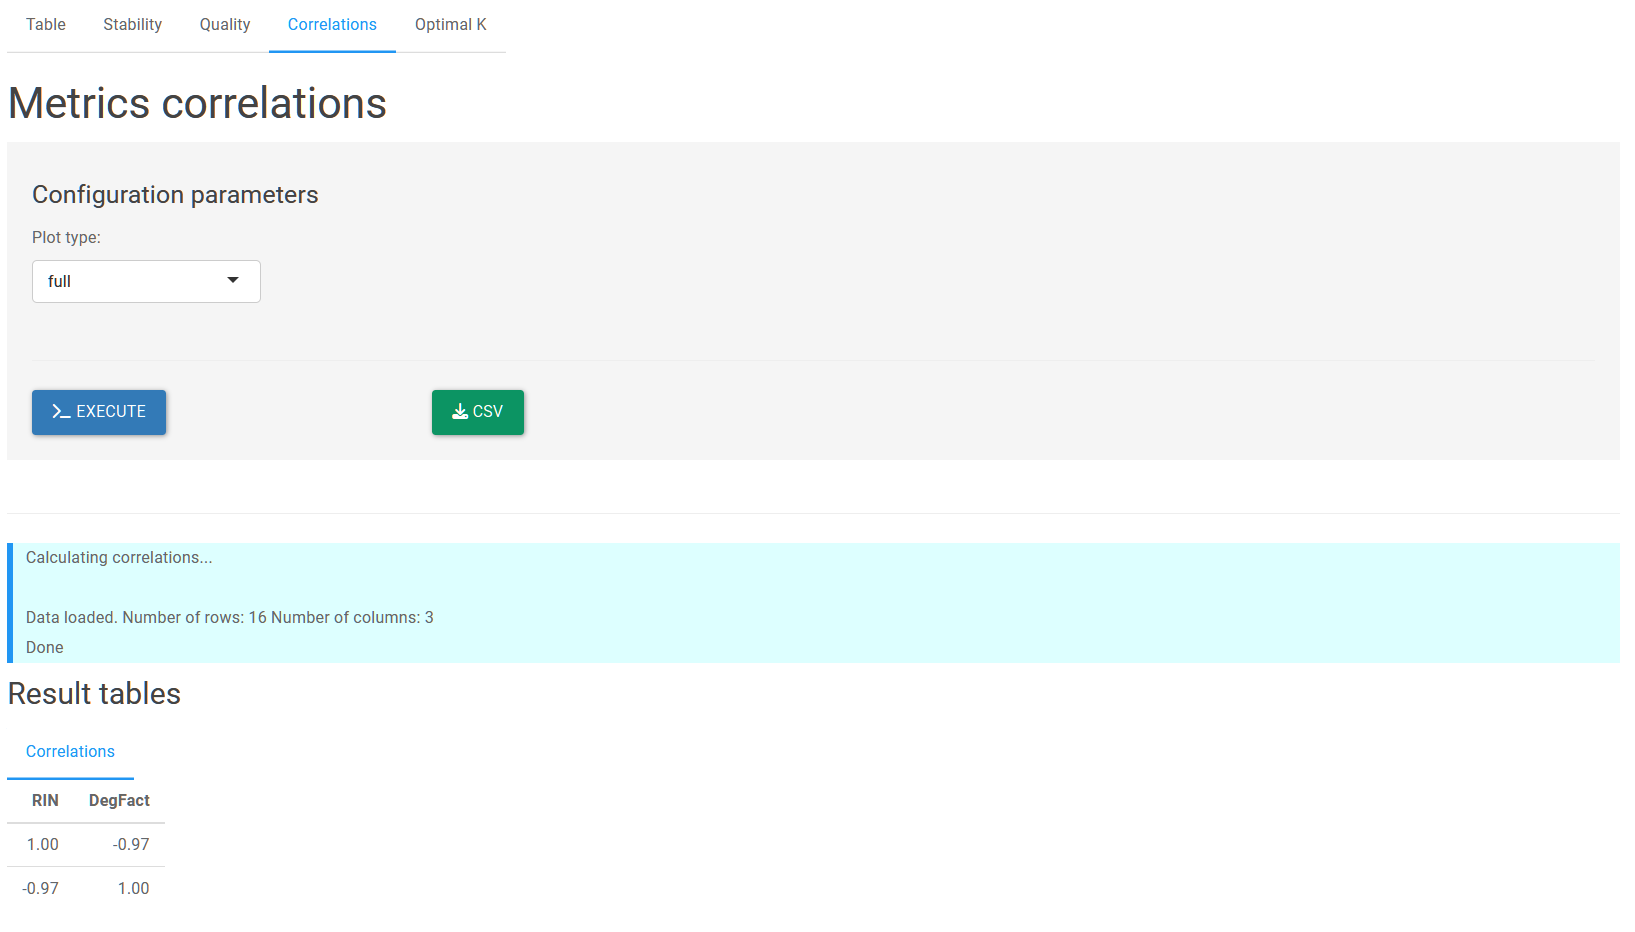 Table Stability Quality Correlations Optimal K
Metrics correlations
Configuration parameters
Plot type:
full
EXECUTE CSV
Calculating correlations...
Data loaded. Number of rows: 16 Number of columns: 3
Done
Result tables
Correlations
RIN DegFact
1.00 -0.97
-0.97 1.00